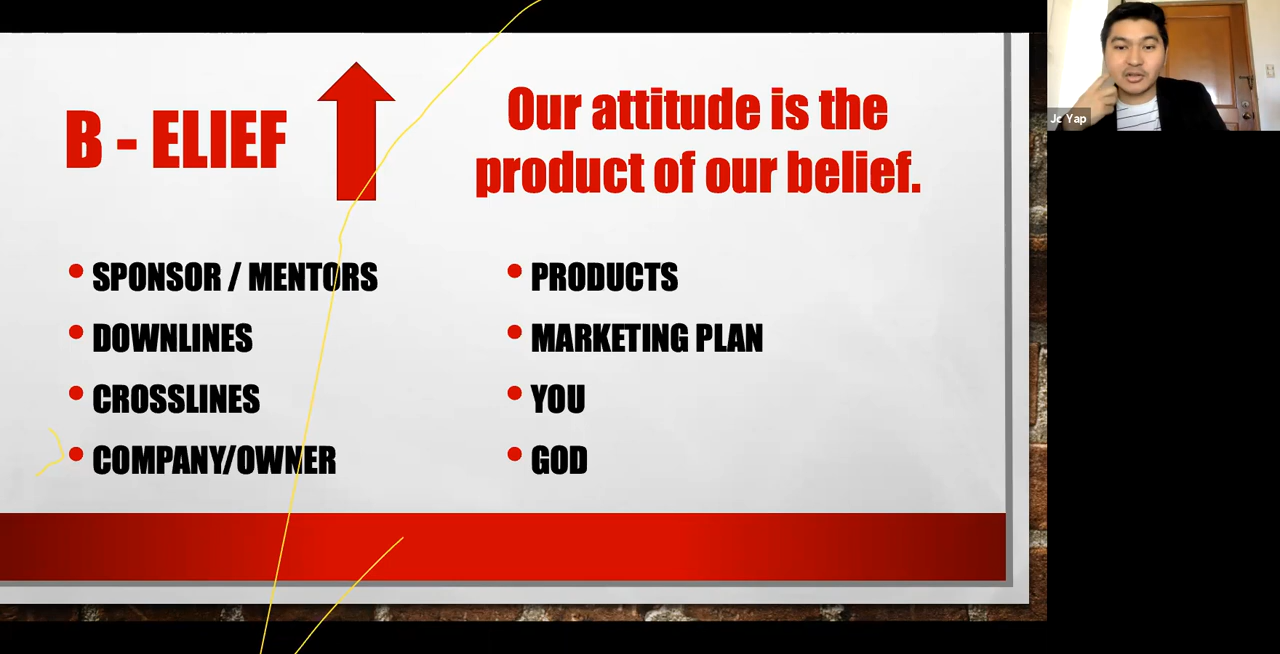 B - ELIEF
Our attitude is the
product of our belief.
• SPONSOR / MENTORS
• DOWNLINES
• CROSSLINES
• COMPANY/OWNER
• PRODUCTS
• MARKETING PLAN
• YOU
• GOD
Jc Yap